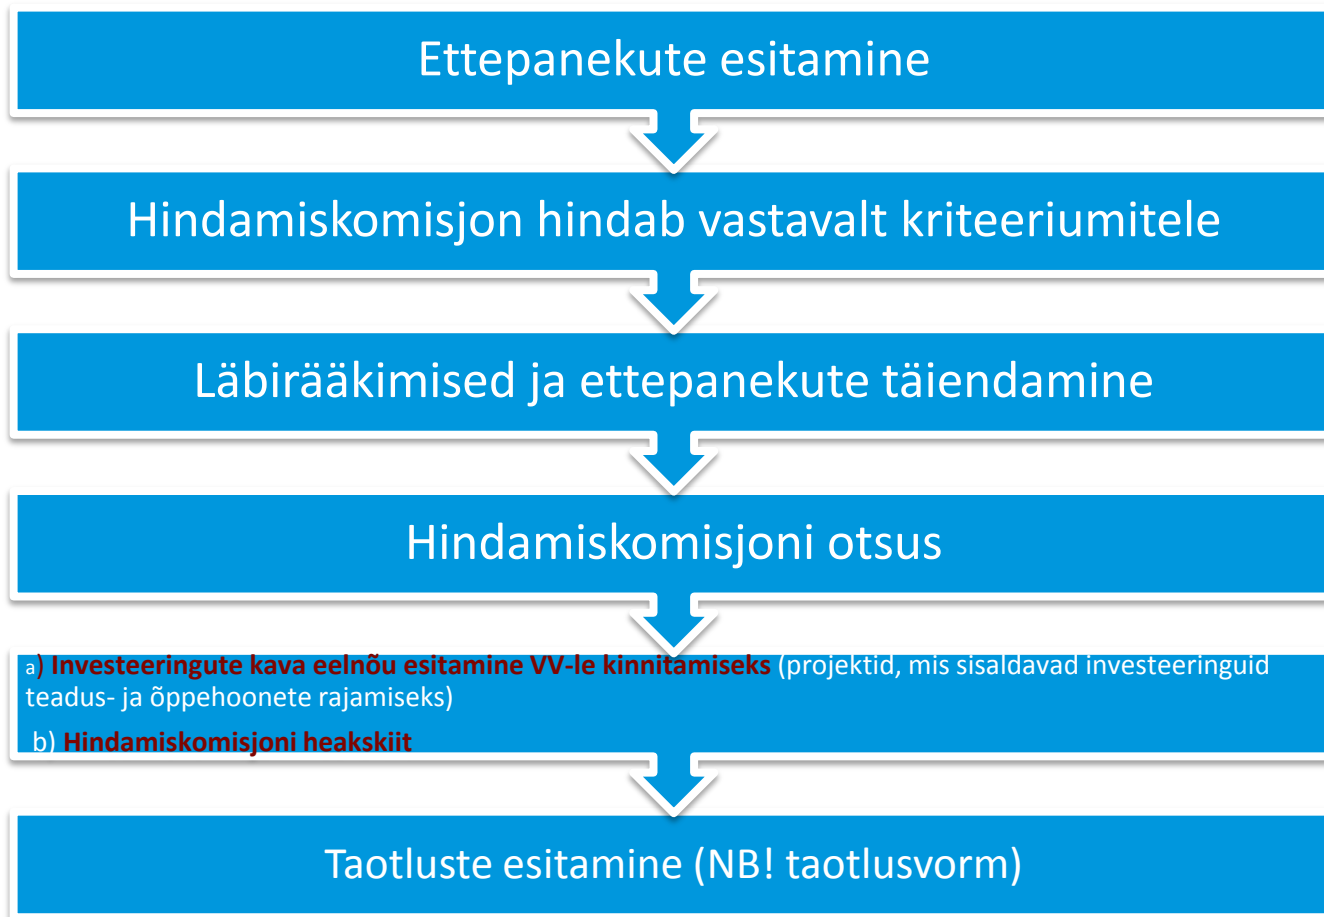 Ettepanekute esitamine
Hindamiskomisjon hindab vastavalt kriteeriumitele
Läbirääkimised ja ettepanekute täiendamine
Hindamiskomisjoni otsus
a) Investeeringute kava eelnõu esitamine VV-le kinnitamiseks (projektid, mis sisaldavad investeeringuid
teadus- ja õppehoonete rajamiseks)
b) Hindamiskomisjoni heakskiit
Taotluste esitamine (NB! taotlusvorm)